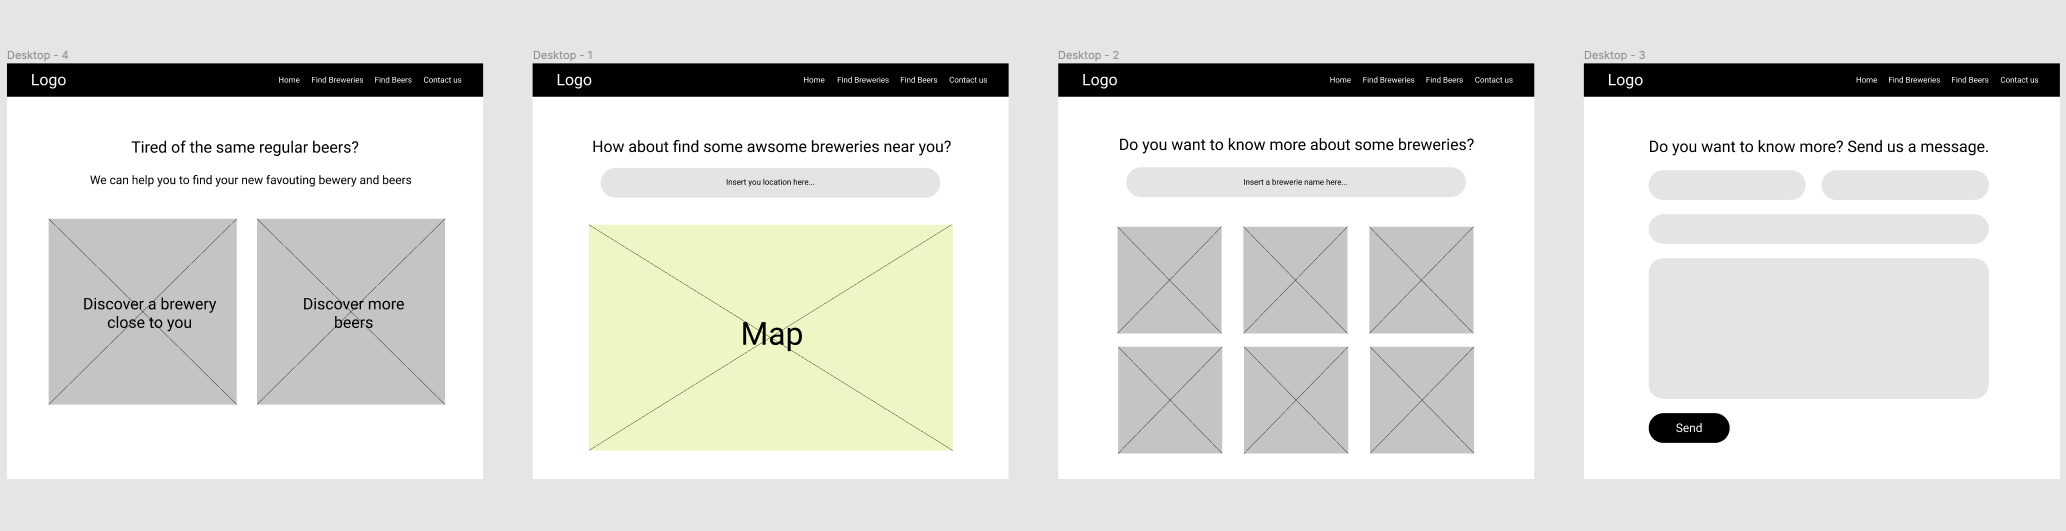 Desktop - 4
Logo
Home Find Breweries Find Beers Contact us
Tired of the same regular beers?
We can help you to find your new favouting bewery and beers
Discover a brewery
close to you
Discover more
beers
Desktop - 1
Logo
Home Find Breweries Find Beers Contact us
How about find some awsome breweries near you?
Insert you location here...
Map
Desktop - 2
Logo
Home Find Breweries Find Beers Contact us
Do you want to know more about some breweries?
Insert a brewerie name here...
Desktop - 3
Logo
Home Find Breweries Find Beers Contact us
Do you want to know more? Send us a message.
Send